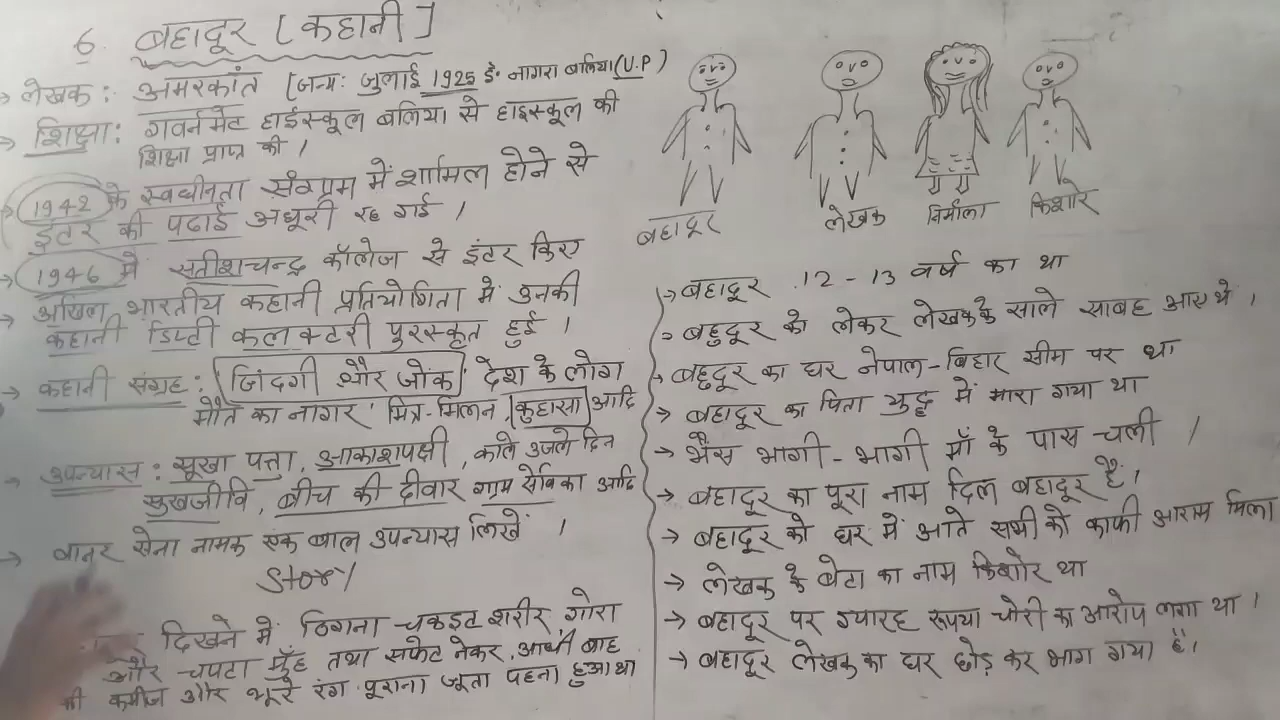 6. बहादूर [कहानी]
→ लेखक : अमरकांत [जन्म: जुलाई 1925 ई॰ नागरा बलिया (U.P)
→ शिक्षा : गवर्नमेंट हाईस्कूल बलिया से हाइस्कूल की
शिक्षा प्राप्त की ।
→ 1942 के स्वधीनता संग्राम में शामिल होने से
इंटर की पढाई अधूरी रह गई ।
→ 1946 में सतीशचन्द्र कॉलेज से इंटर किए
→ अखिल भारतीय कहानी प्रतियोगिता में उनकी
कहानी डिप्टी कलक्टरी पुरस्कृत हुई ।
→ कहानी संग्रह : जिंदगी और जोंक देश के लोग
मौत का नागर मित्र-मिलन, कुहासा आदि
→ उपन्यास : सूखा पत्ता, आकाशपक्षी, काले उजले दिन
सुखजीवि, बीच की दीवार ग्राम सेविका आदि
→ वानर सेना नामक एक बाल उपन्यास लिखें ।
Story
दिखने में ठिगना चकइट शरीर गोरा
और चपटा मुँह तथा सफेट नेकर, आधी बाह
की कमीज और भूरे रंग पूराना जूता पहना हुआ था
बहादूर लेखक निर्माला किशोर
→ बहादूर 12-13 वर्ष का था
→ बहुदूर को लेकर लेखक के साले साबह आए थे ।
→ बहुदूर का घर नेपाल-बिहार सीम पर था
→ बहादूर का पिता युद्ध में मारा गया था
→ भैंस भागी-भागी माँ के पास चली ।
→ बहादूर का पूरा नाम दिल बहादूर है।
→ बहादूर को घर में आते सभी को काफी आराम मिला
→ लेखक के बेटा का नाम किशोर था
→ बहादूर पर ग्यारह रूपया चोरी का आरोप लगा था ।
→ बहादूर लेखक का घर छोड़ कर भाग गया है।